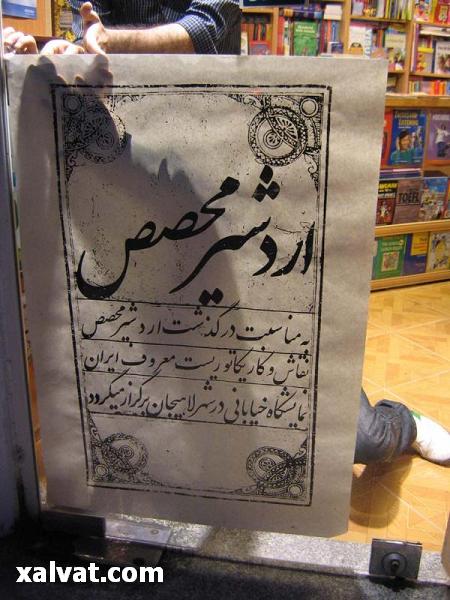 اردشیر محصص
به مناسبت درگذشت اردشیر محصص
نقاش و کاریکاتوریست معروف ایران
نمایشگاه خیابانی در شهر لاهیجان برگزار میگردد
TOEFL
xalvat.com